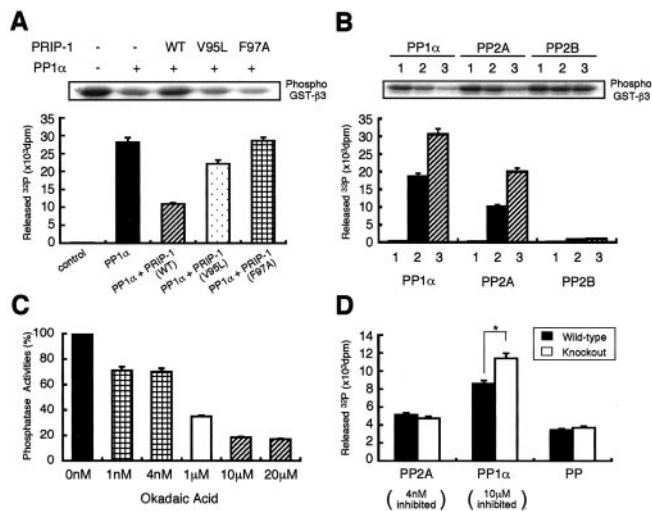 A
PRIP-1 - - WT V95L F97A
PP1α - + + + +
Phospho
GST-β3
Released ³²P (x10³dpm)
35
30
25
20
15
10
5
0
control
PP1α
PP1α + PRIP-1
(WT)
PP1α + PRIP-1
(V95L)
PP1α + PRIP-1
(F97A)
B
PP1α PP2A PP2B
1 2 3 1 2 3 1 2 3
Phospho
GST-β3
Released ³²P (x10³dpm)
35
30
25
20
15
10
5
0
1 2 3 1 2 3 1 2 3
PP1α PP2A PP2B
C
Phosphatase Activities (%)
100
80
60
40
20
0
0nM 1nM 4nM 1μM 10μM 20μM
Okadaic Acid
D
Released ³²P (x10³dpm)
14
12
10
8
6
4
2
0
*
Wild-type
Knockout
PP2A PP1α PP
(4nM inhibited) (10μM inhibited)